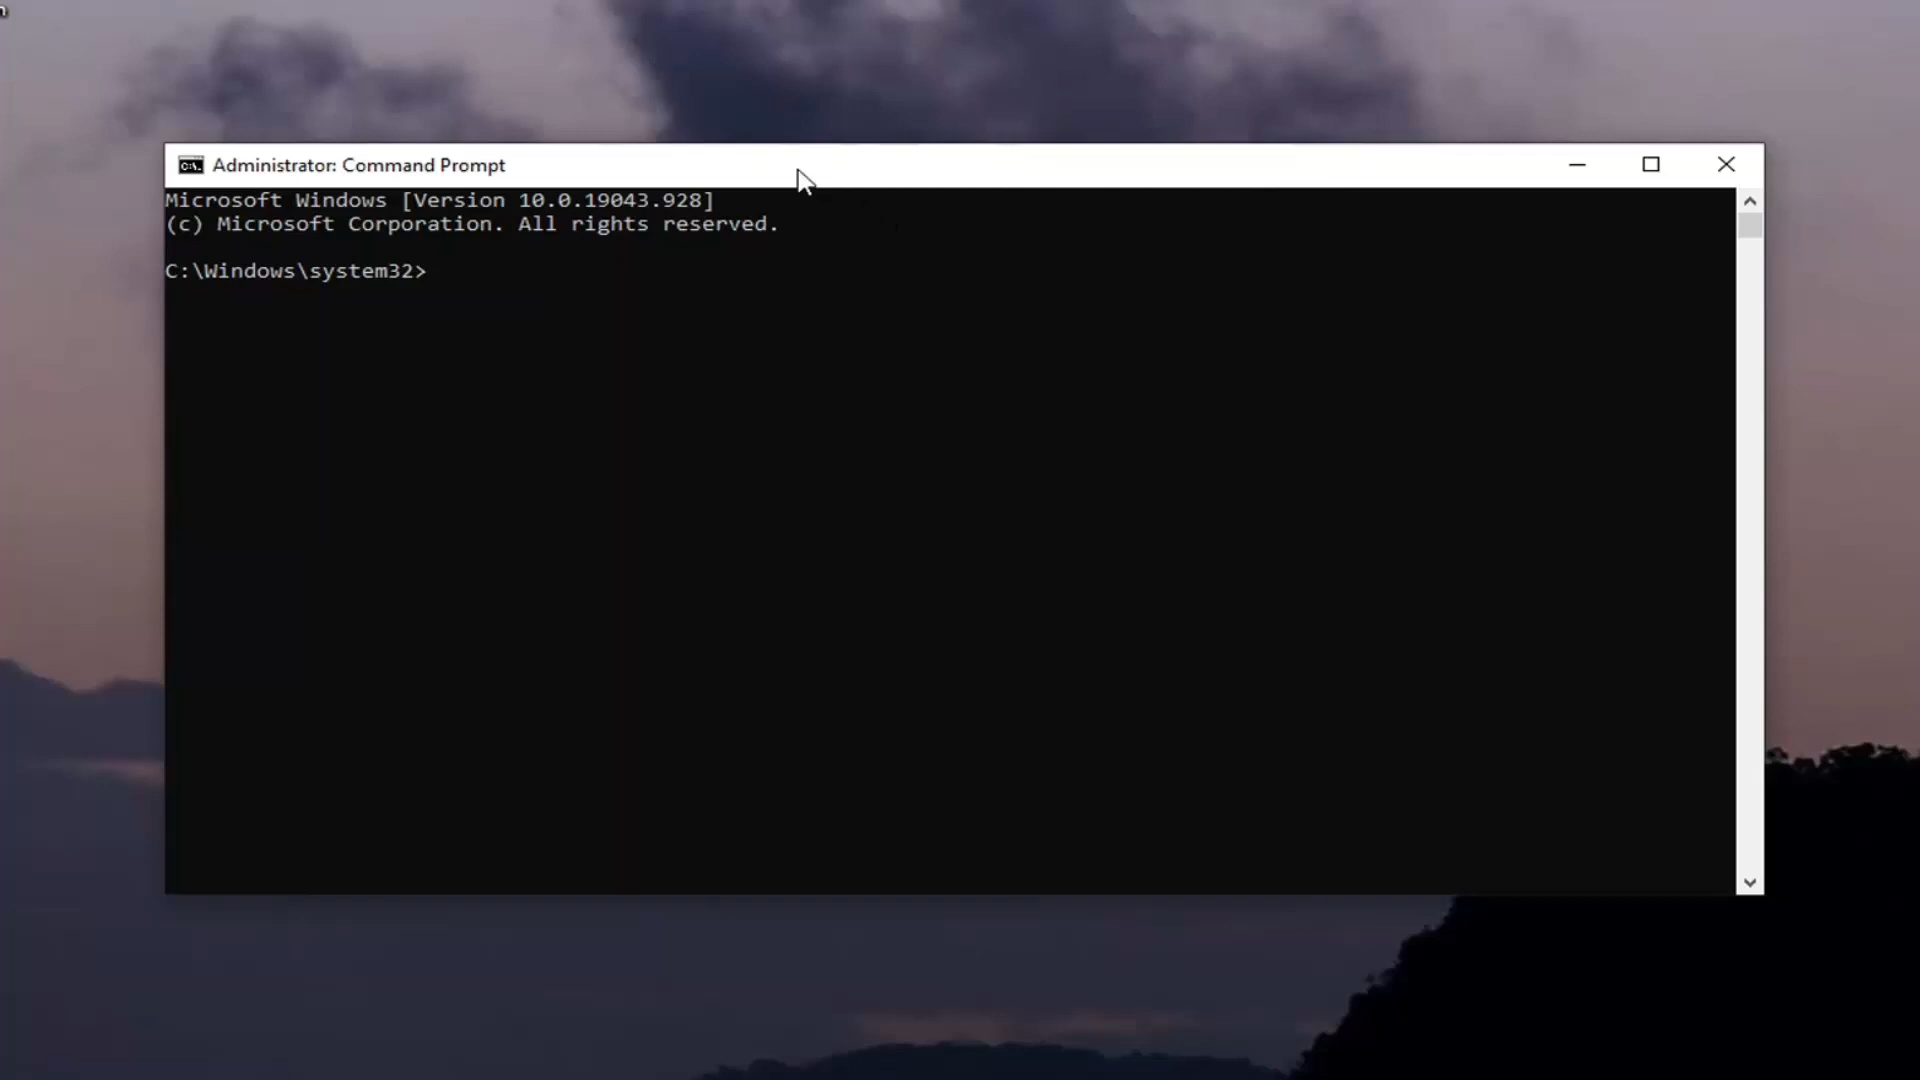 Administrator: Command Prompt
Microsoft Windows [Version 10.0.19043.928]
(c) Microsoft Corporation. All rights reserved.
C:\Windows\system32>